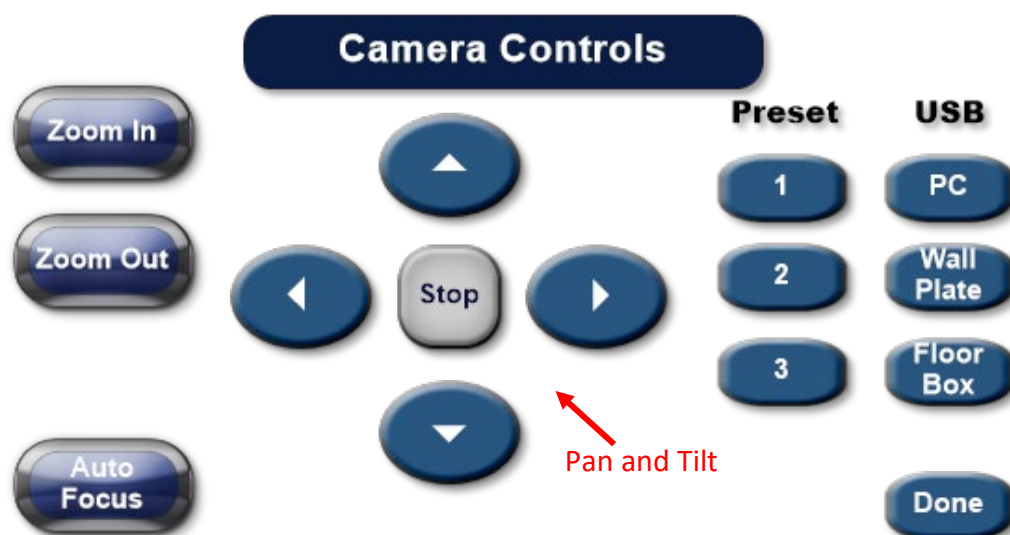 Camera Controls
Zoom In
Zoom Out
Auto
Focus
Stop
Pan and Tilt
Preset
1
2
3
USB
PC
Wall
Plate
Floor
Box
Done